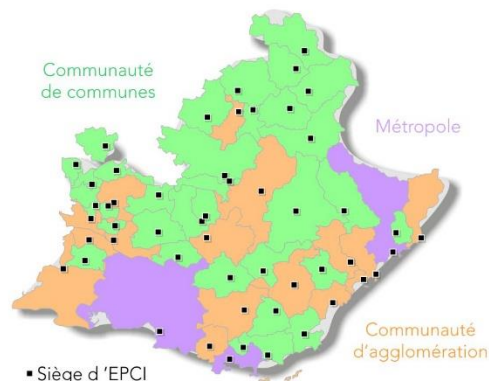 Communauté
de communes
Métropole
Communauté
d'agglomération
Siège d 'EPCI